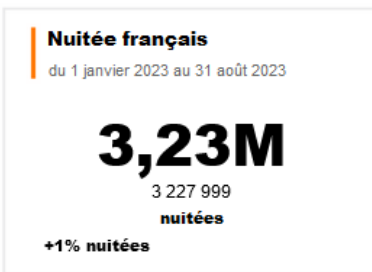 Nuitée français
du 1 janvier 2023 au 31 août 2023
3,23M
3 227 999
nuitées
+1% nuitées